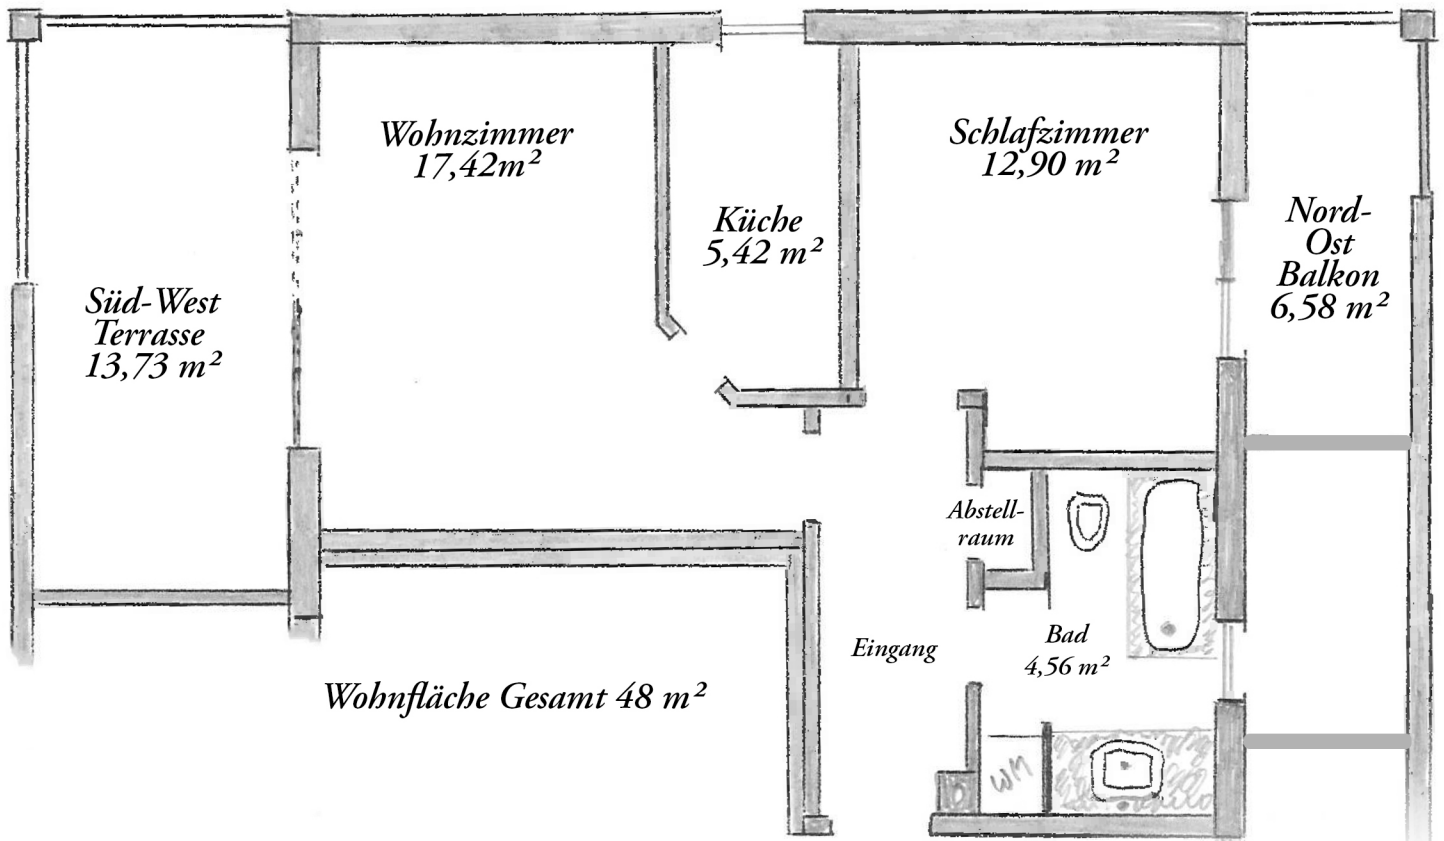 Wohnzimmer
17,42m²
Schlafzimmer
12,90 m²
Küche
5,42 m²
Nord-
Ost
Balkon
6,58 m²
Süd-West
Terrasse
13,73 m²
Abstell-
raum
Eingang
Bad
4,56 m²
Wohnfläche Gesamt 48 m²
WM